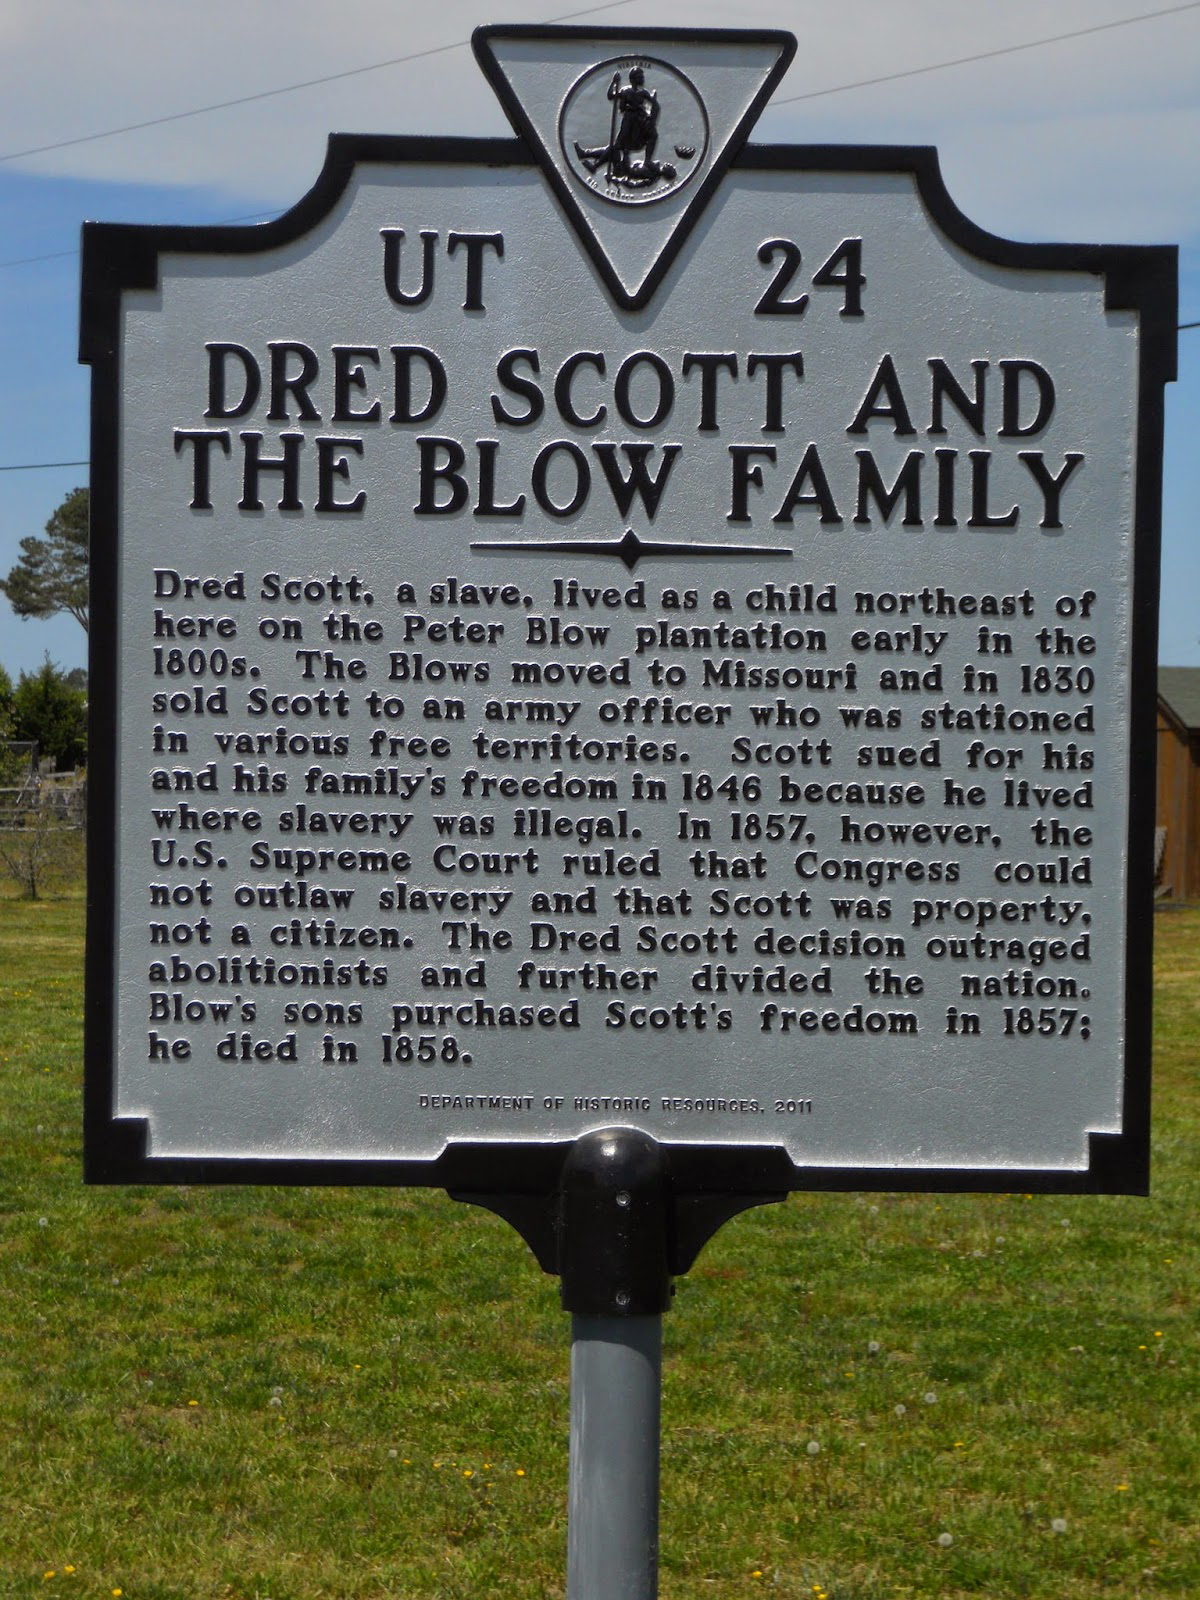 VIRGINIA
UT 24
DRED SCOTT AND
THE BLOW FAMILY
Dred Scott, a slave, lived as a child northeast of
here on the Peter Blow plantation early in the
1800s. The Blows moved to Missouri and in 1830
sold Scott to an army officer who was stationed
in various free territories. Scott sued for his
and his family's freedom in 1846 because he lived
where slavery was illegal. In 1857, however, the
U.S. Supreme Court ruled that Congress could
not outlaw slavery and that Scott was property,
not a citizen. The Dred Scott decision outraged
abolitionists and further divided the nation.
Blow's sons purchased Scott's freedom in 1857;
he died in 1858.
DEPARTMENT OF HISTORIC RESOURCES, 2011